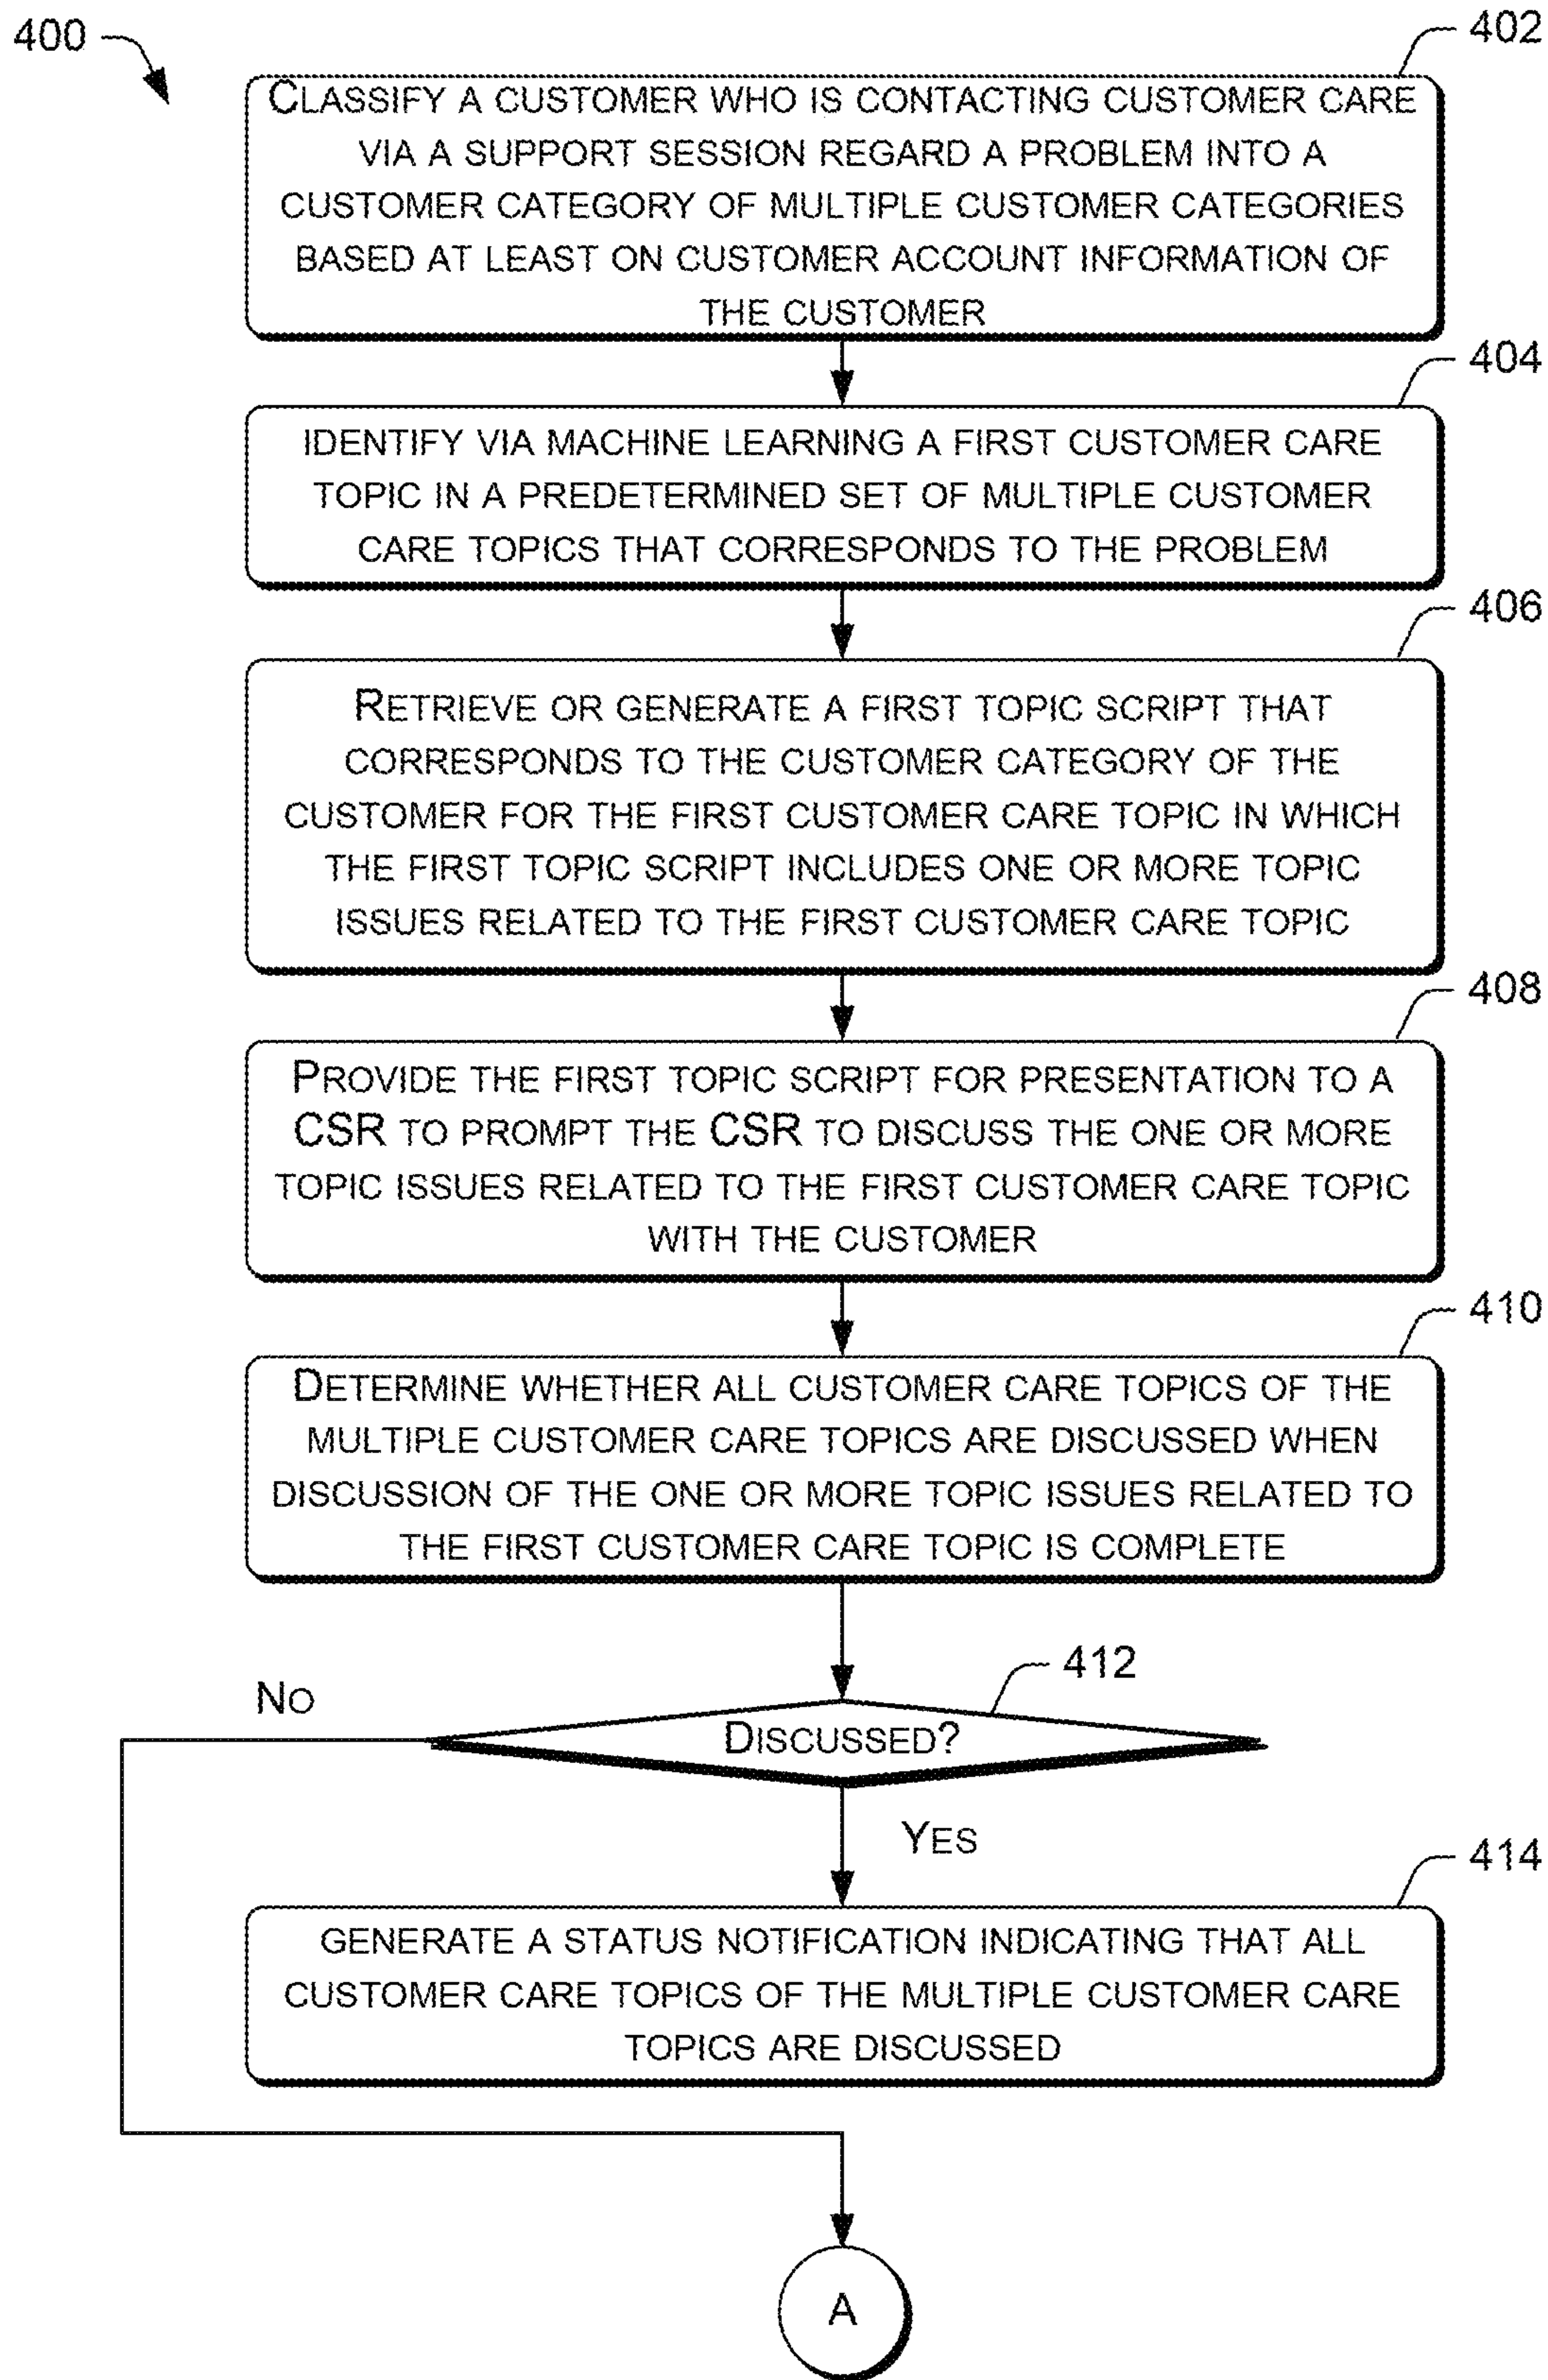 400
402
CLASSIFY A CUSTOMER WHO IS CONTACTING CUSTOMER CARE
VIA A SUPPORT SESSION REGARD A PROBLEM INTO A
CUSTOMER CATEGORY OF MULTIPLE CUSTOMER CATEGORIES
BASED AT LEAST ON CUSTOMER ACCOUNT INFORMATION OF
THE CUSTOMER
404
IDENTIFY VIA MACHINE LEARNING A FIRST CUSTOMER CARE
TOPIC IN A PREDETERMINED SET OF MULTIPLE CUSTOMER
CARE TOPICS THAT CORRESPONDS TO THE PROBLEM
406
RETRIEVE OR GENERATE A FIRST TOPIC SCRIPT THAT
CORRESPONDS TO THE CUSTOMER CATEGORY OF THE
CUSTOMER FOR THE FIRST CUSTOMER CARE TOPIC IN WHICH
THE FIRST TOPIC SCRIPT INCLUDES ONE OR MORE TOPIC
ISSUES RELATED TO THE FIRST CUSTOMER CARE TOPIC
408
PROVIDE THE FIRST TOPIC SCRIPT FOR PRESENTATION TO A
CSR TO PROMPT THE CSR TO DISCUSS THE ONE OR MORE
TOPIC ISSUES RELATED TO THE FIRST CUSTOMER CARE TOPIC
WITH THE CUSTOMER
410
DETERMINE WHETHER ALL CUSTOMER CARE TOPICS OF THE
MULTIPLE CUSTOMER CARE TOPICS ARE DISCUSSED WHEN
DISCUSSION OF THE ONE OR MORE TOPIC ISSUES RELATED TO
THE FIRST CUSTOMER CARE TOPIC IS COMPLETE
412
NO
DISCUSSED?
YES
414
GENERATE A STATUS NOTIFICATION INDICATING THAT ALL
CUSTOMER CARE TOPICS OF THE MULTIPLE CUSTOMER CARE
TOPICS ARE DISCUSSED
A